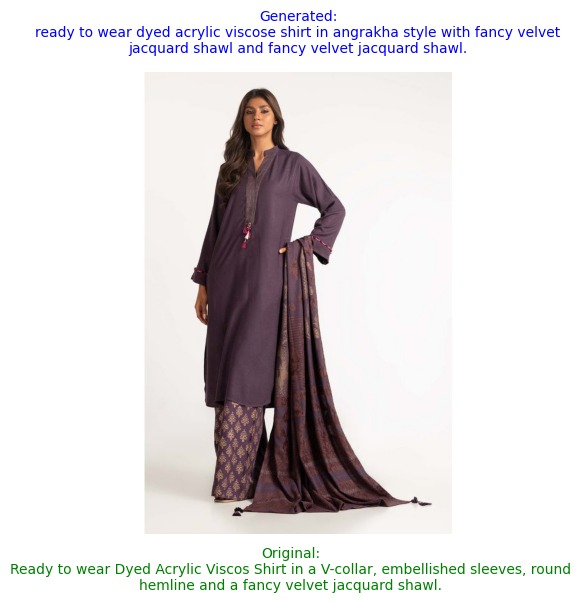 Generated:
ready to wear dyed acrylic viscose shirt in angrakha style with fancy velvet
jacquard shawl and fancy velvet jacquard shawl.
Original:
Ready to wear Dyed Acrylic Viscos Shirt in a V-collar, embellished sleeves, round
hemline and a fancy velvet jacquard shawl.